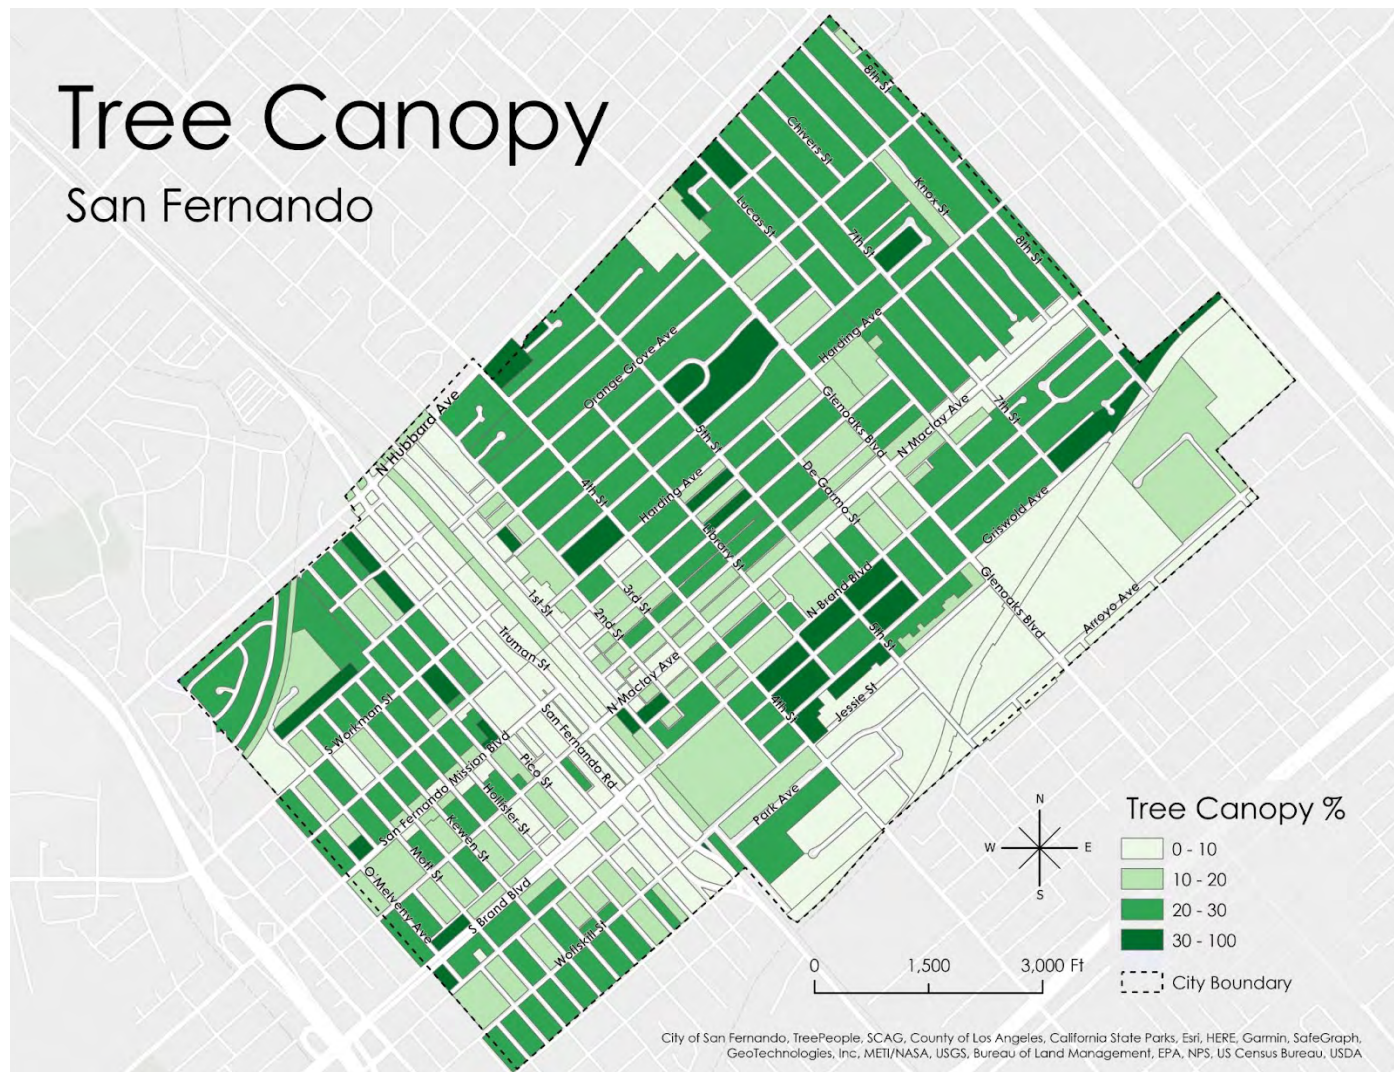 Tree Canopy
San Fernando
8th St
Chivers St
Knox St
Lucas St
7th St
8th St
Harding Ave
Orange Grove Ave
N Hubbard Ave
Glenoaks Blvd
N Maclay Ave
7th St
5th St
4th St
Harding Ave
De Garmo St
Library St
Griswold Ave
Glenoaks Blvd
Arroyo Ave
N Brand Blvd
5th St
3rd St
2nd St
1st St
Truman St
N Maclay Ave
4th St
Jessie St
S Workman St
San Fernando Rd
San Fernando Mission Blvd
Pico St
Hollister St
Kewen St
Mott St
Park Ave
O'Melveny Ave
S Brand Blvd
Wolfskill St
N
W
E
S
Tree Canopy %
0 - 10
10 - 20
20 - 30
30 - 100
City Boundary
0 1,500 3,000 Ft
City of San Fernando, TreePeople, SCAG, County of Los Angeles, California State Parks, Esri, HERE, Garmin, SafeGraph,
GeoTechnologies, Inc, METI/NASA, USGS, Bureau of Land Management, EPA, NPS, US Census Bureau, USDA